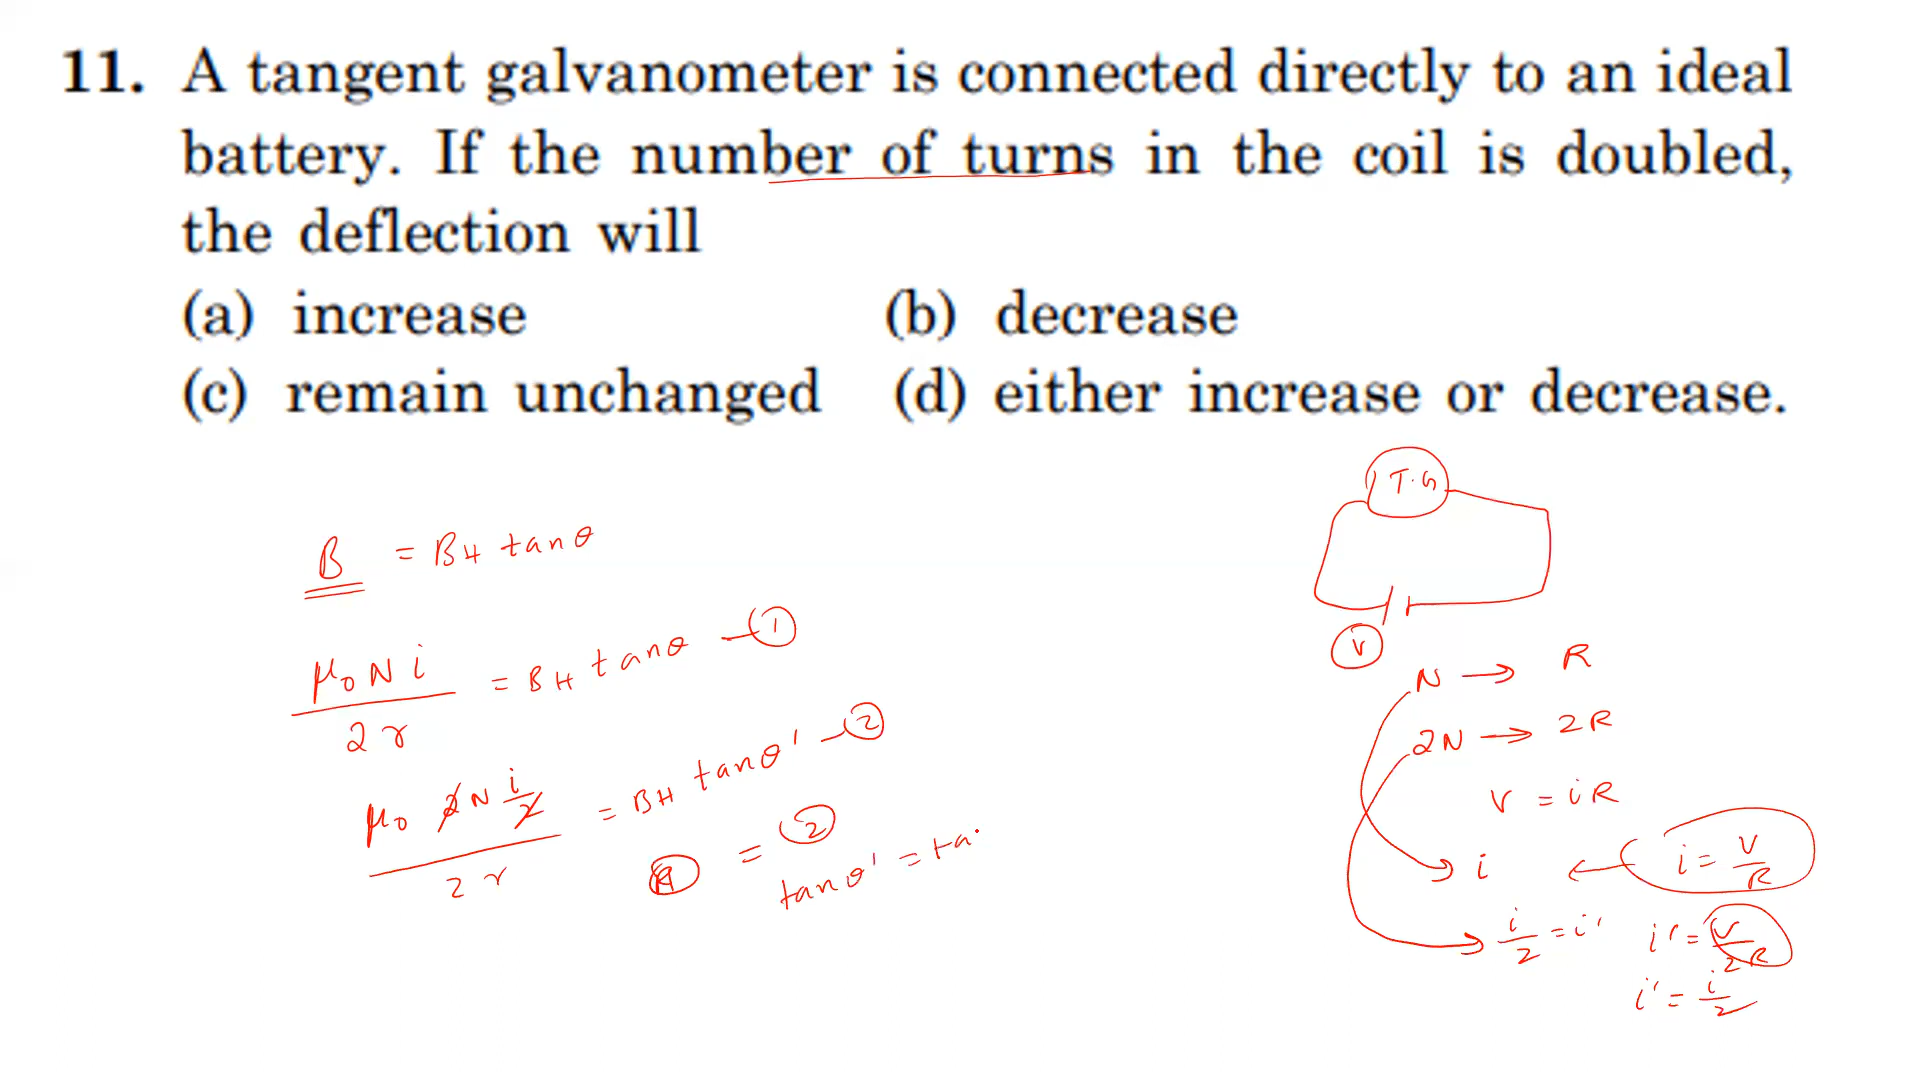 11. A tangent galvanometer is connected directly to an ideal
battery. If the number of turns in the coil is doubled,
the deflection will
(a) increase (b) decrease
(c) remain unchanged (d) either increase or decrease.
T.G
V
B = BH tanθ
μ0 N i / 2r = BH tanθ — 1
μ0 2N i/2 / 2r = BH tanθ' — 2
= 2
tanθ' = ta
N → R
2N → 2R
V = iR
i ← i = V/R
i/2 = i' i' = V/2R
i' = i/2